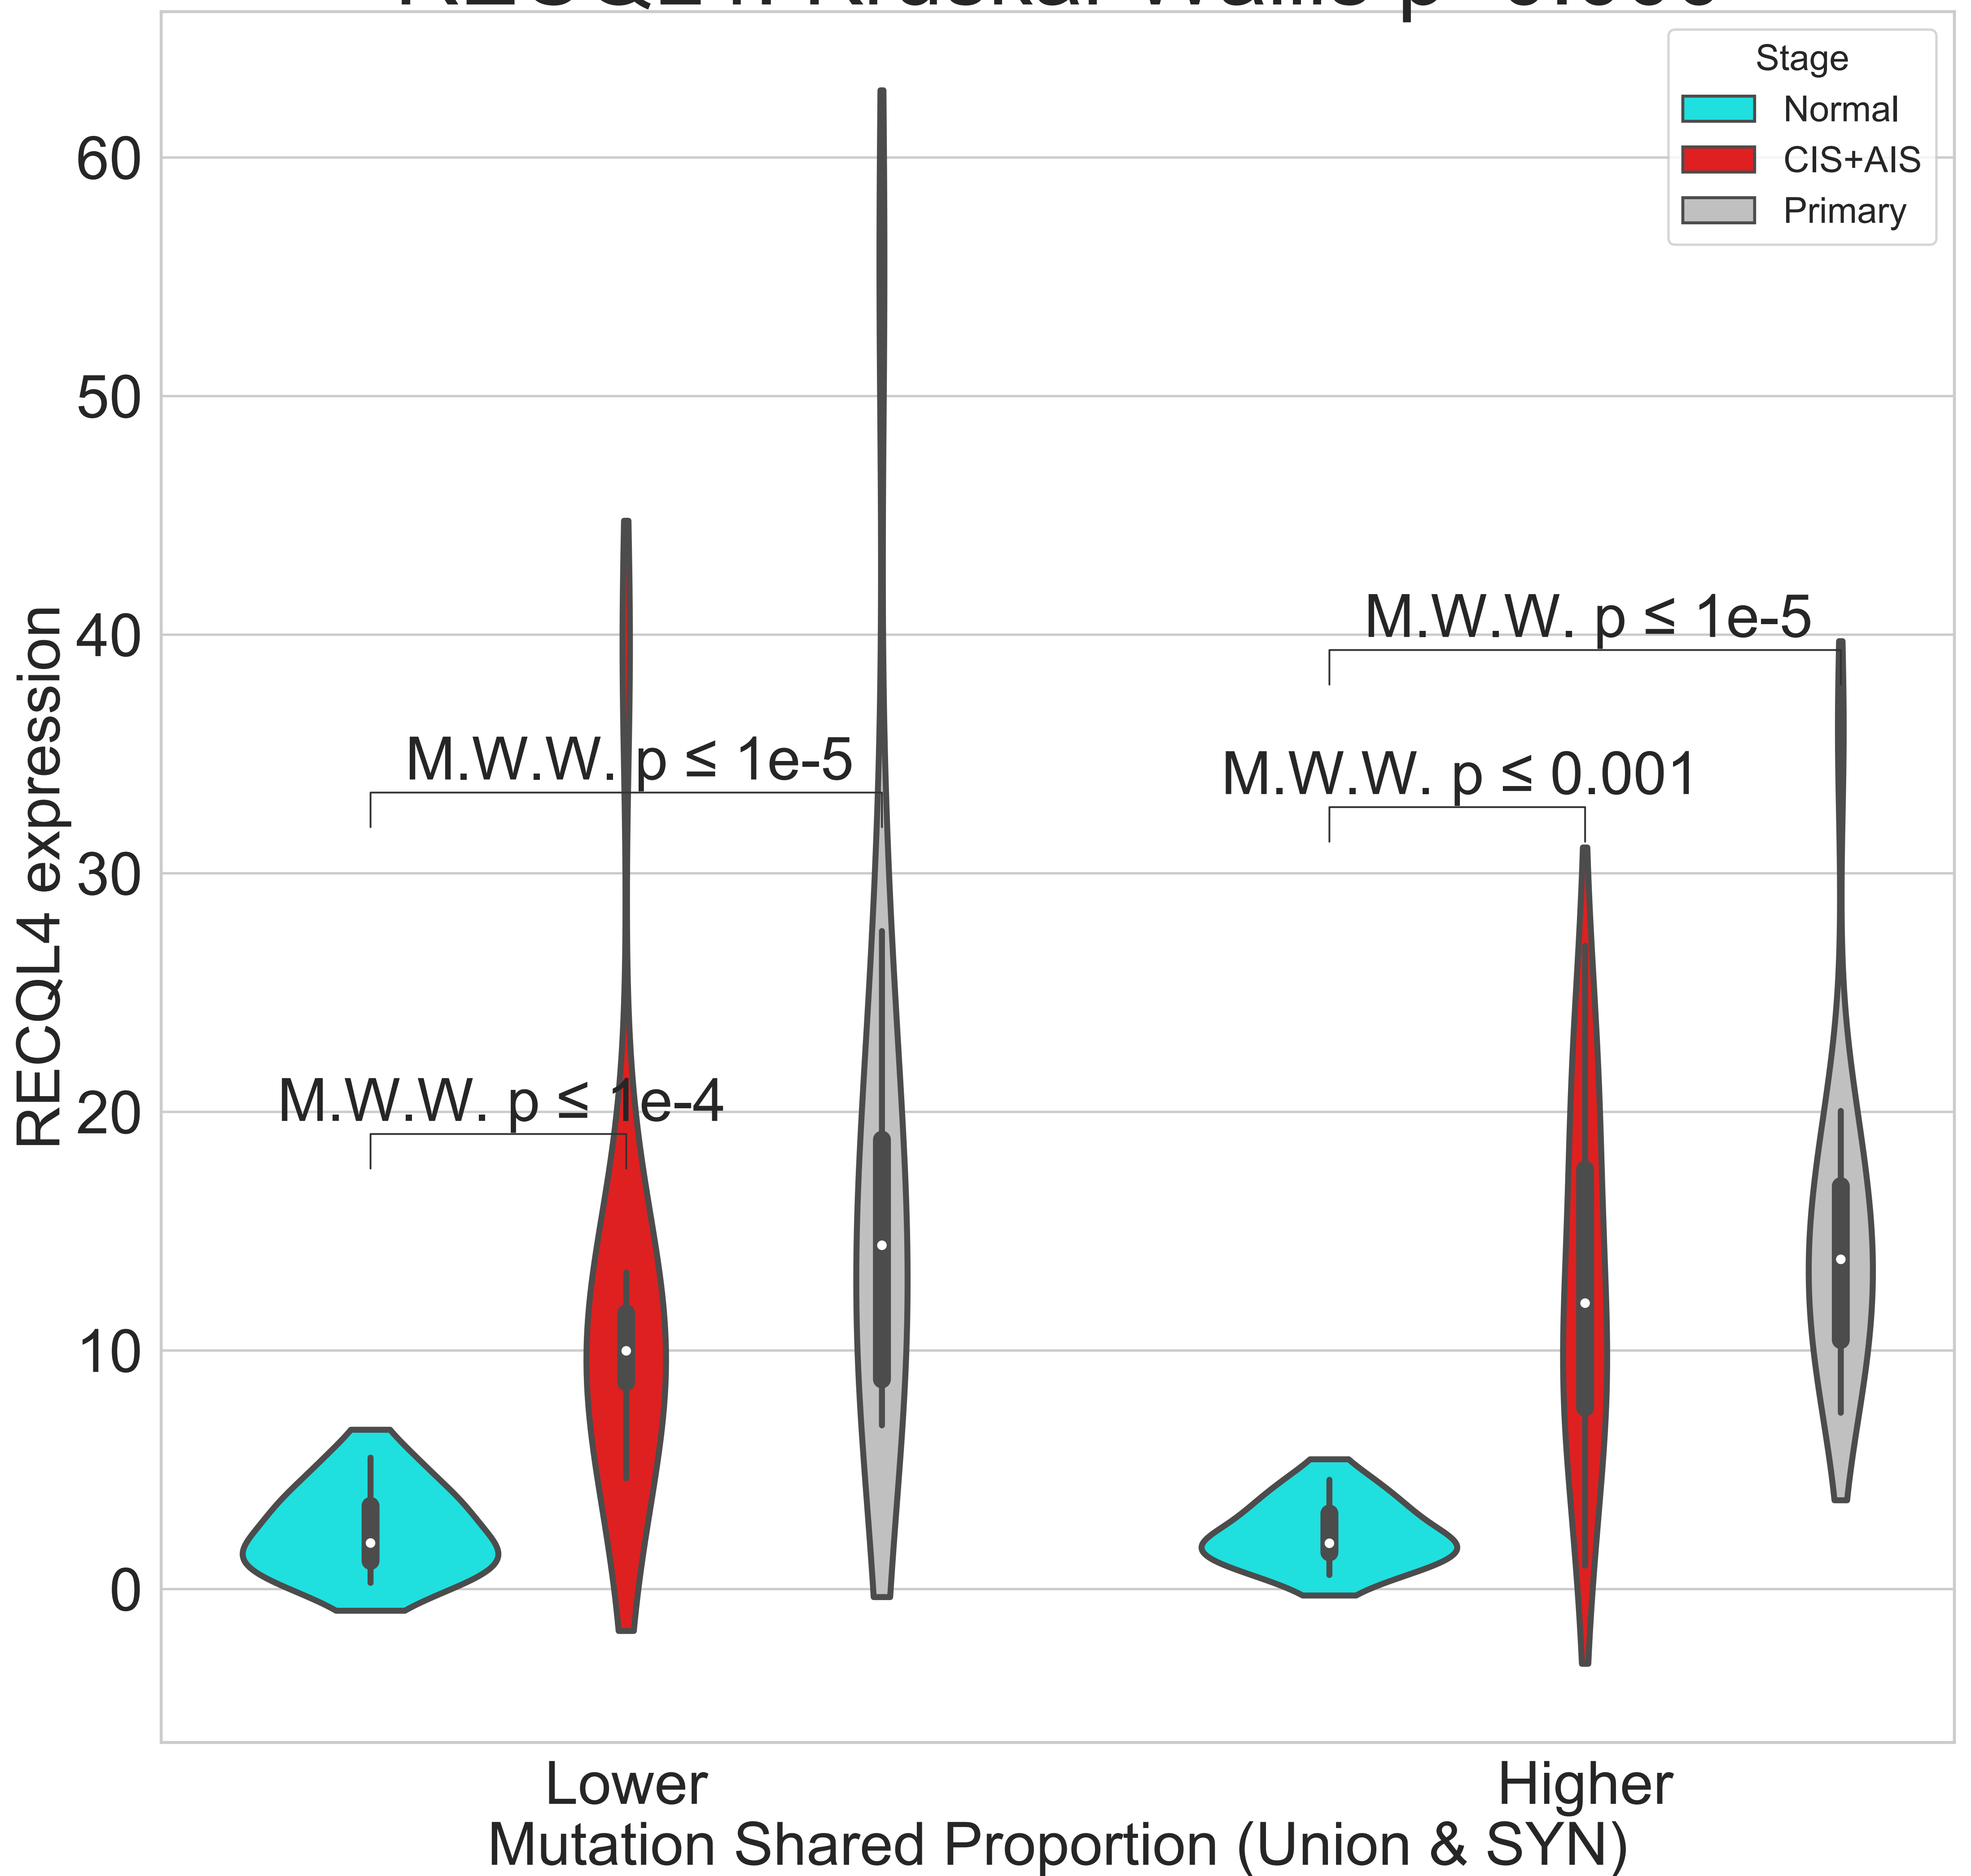 Stage
Normal
CIS+AIS
Primary
60
50
40
30
20
10
0
RECQL4 expression
M.W.W. p ≤ 1e-5
M.W.W. p ≤ 0.001
M.W.W. p ≤ 1e-5
M.W.W. p ≤ 1e-4
Lower
Higher
Mutation Shared Proportion (Union & SYN)